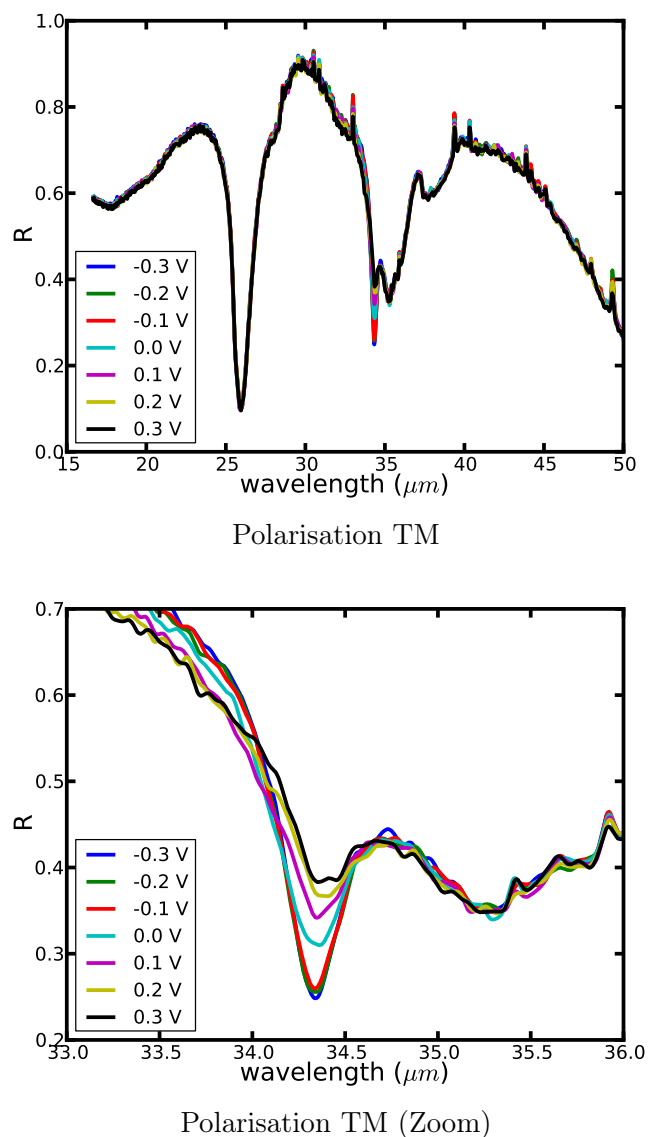 1.0
0.8
0.6
0.4
0.2
0.0
R
-0.3 V
-0.2 V
-0.1 V
0.0 V
0.1 V
0.2 V
0.3 V
15 20 25 30 35 40 45 50
wavelength (μm)
Polarisation TM
0.7
0.6
0.5
0.4
0.3
0.2
R
-0.3 V
-0.2 V
-0.1 V
0.0 V
0.1 V
0.2 V
0.3 V
33.0 33.5 34.0 34.5 35.0 35.5 36.0
wavelength (μm)
Polarisation TM (Zoom)